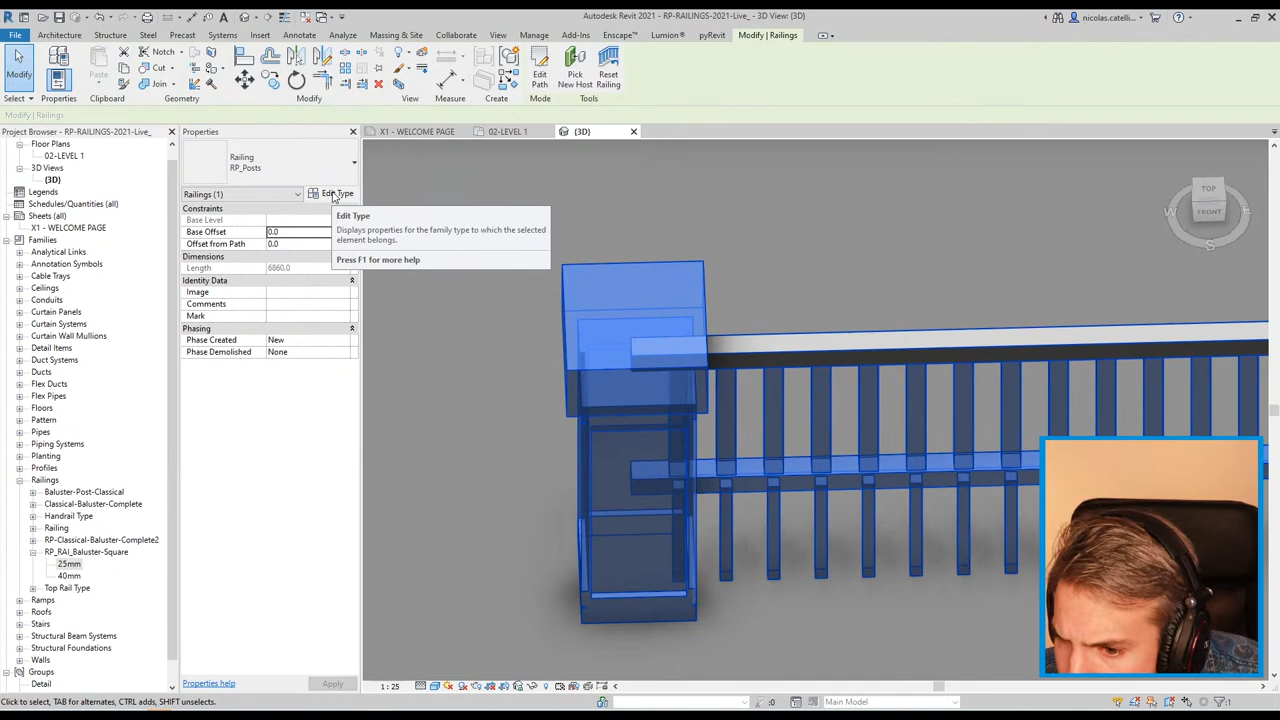 Autodesk Revit 2021 - RP-RAILINGS-2021-Live_ - 3D View: {3D}
nicolas.catelli...
File Architecture Structure Steel Precast Systems Insert Annotate Analyze Massing & Site Collaborate View Manage Add-Ins Enscape™ Lumion® pyRevit Modify | Railings
Modify
Properties
Paste
Notch
Cut
Join
Edit Path
Pick New Host
Reset Railing
Select Properties Clipboard Geometry Modify View Measure Create Mode Tools
Modify | Railings
Project Browser - RP-RAILINGS-2021-Live_
Floor Plans
02-LEVEL 1
3D Views
{3D}
Legends
Schedules/Quantities (all)
Sheets (all)
X1 - WELCOME PAGE
Families
Analytical Links
Annotation Symbols
Cable Trays
Ceilings
Conduits
Curtain Panels
Curtain Systems
Curtain Wall Mullions
Detail Items
Duct Systems
Flex Ducts
Flex Pipes
Floors
Pattern
Pipes
Piping Systems
Planting
Profiles
Railings
Baluster-Post-Classical
Classical-Baluster-Complete
Handrail Type
Railing
RP-Classical-Baluster-Complete2
RP_RAI_Baluster-Square
25mm
40mm
Top Rail Type
Ramps
Roofs
Stairs
Structural Beam Systems
Structural Foundations
Walls
Groups
Detail
Properties
Railing
RP_Posts
Railings (1)
Edit Type
Constraints
Base Level
Base Offset 0.0
Offset from Path 0.0
Dimensions
Length 6860.0
Identity Data
Image
Comments
Mark
Phasing
Phase Created New
Phase Demolished None
Properties help
Apply
X1 - WELCOME PAGE 02-LEVEL 1 {3D}
Edit Type
Displays properties for the family type to which the selected
element belongs.
Press F1 for more help
TOP
FRONT
W
E
S
1 : 25
Click to select, TAB for alternates, CTRL adds, SHIFT unselects.
:0
Main Model
:1